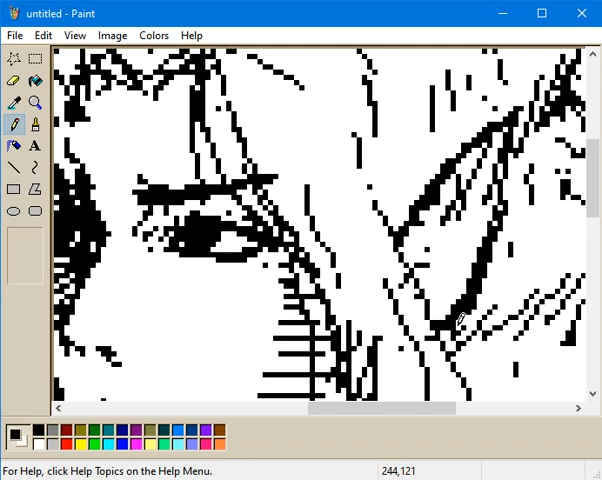 untitled - Paint
File Edit View Image Colors Help
A
For Help, click Help Topics on the Help Menu. 244,121